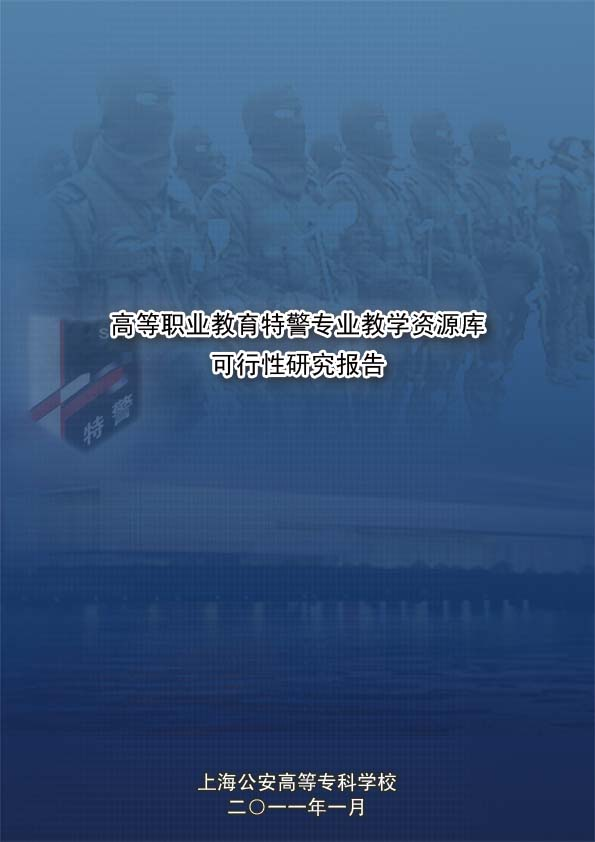 高等职业教育特警专业教学资源库
可行性研究报告
特警
上海公安高等专科学校
二〇一一年一月